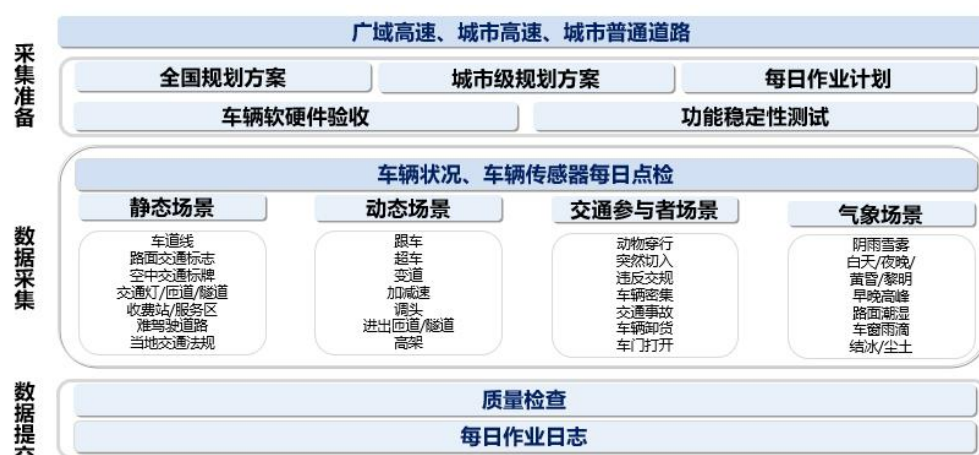 采集准备
广域高速、城市高速、城市普通道路
全国规划方案
城市级规划方案
每日作业计划
车辆软硬件验收
功能稳定性测试
数据采集
车辆状况、车辆传感器每日点检
静态场景
车道线
路面交通标志
空中交通标牌
交通灯/匝道/隧道
收费站/服务区
难驾驶道路
当地交通法规
动态场景
跟车
超车
变道
加减速
调头
进出匝道/隧道
高架
交通参与者场景
动物穿行
突然切入
违反交规
车辆密集
交通事故
车辆卸货
车门打开
气象场景
阴雨雪雾
白天/夜晚/
黄昏/黎明
早晚高峰
路面潮湿
车窗雨滴
结冰/尘土
数据提交
质量检查
每日作业日志